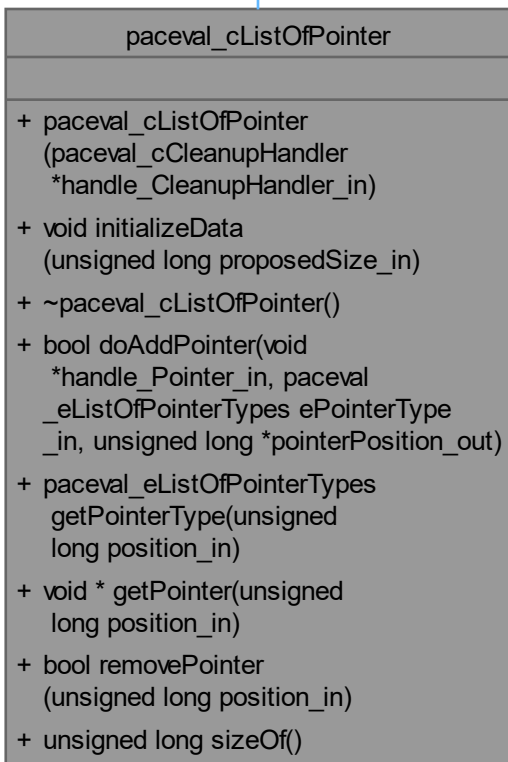 paceval_cListOfPointer
+ paceval_cListOfPointer
(paceval_cCleanupHandler
*handle_CleanupHandler_in)
+ void initializeData
(unsigned long proposedSize_in)
+ ~paceval_cListOfPointer()
+ bool doAddPointer(void
*handle_Pointer_in, paceval
_eListOfPointerTypes ePointerType
_in, unsigned long *pointerPosition_out)
+ paceval_eListOfPointerTypes
getPointerType(unsigned
long position_in)
+ void * getPointer(unsigned
long position_in)
+ bool removePointer
(unsigned long position_in)
+ unsigned long sizeOf()